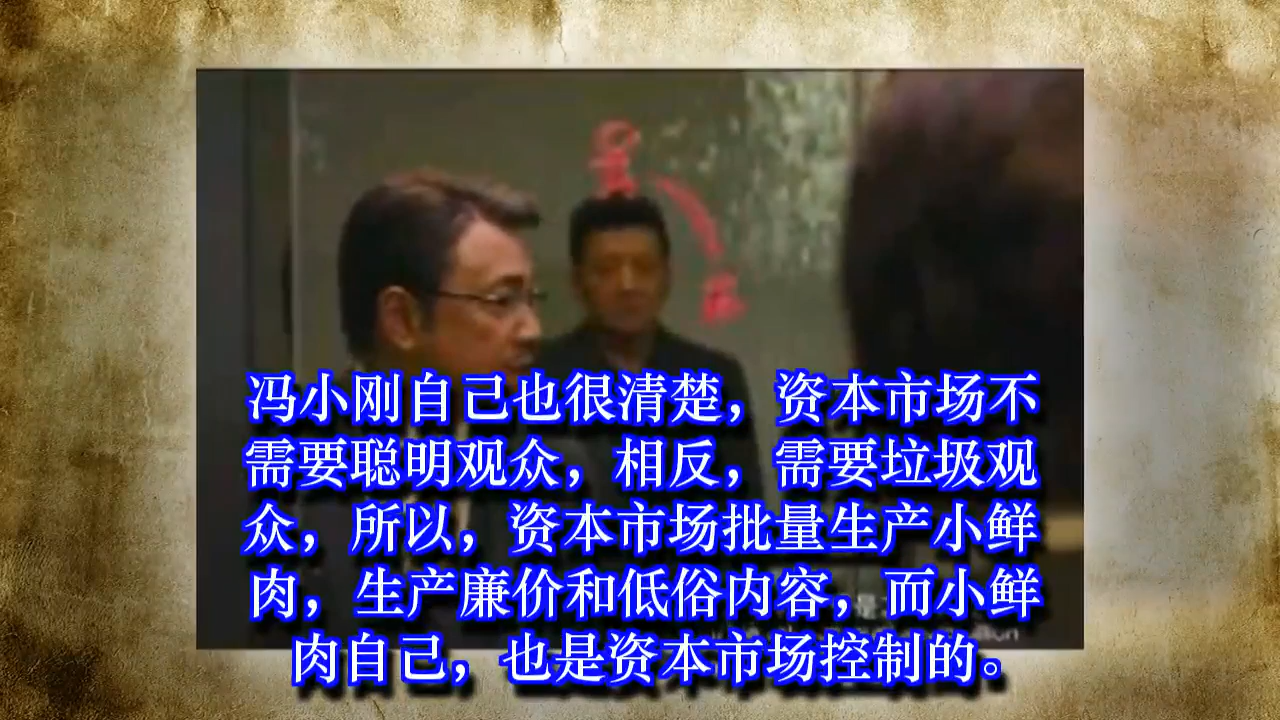 冯小刚自己也很清楚，资本市场不
需要聪明观众，相反，需要垃圾观
众，所以，资本市场批量生产小鲜
肉，生产廉价和低俗内容，而小鲜
肉自己，也是资本市场控制的。